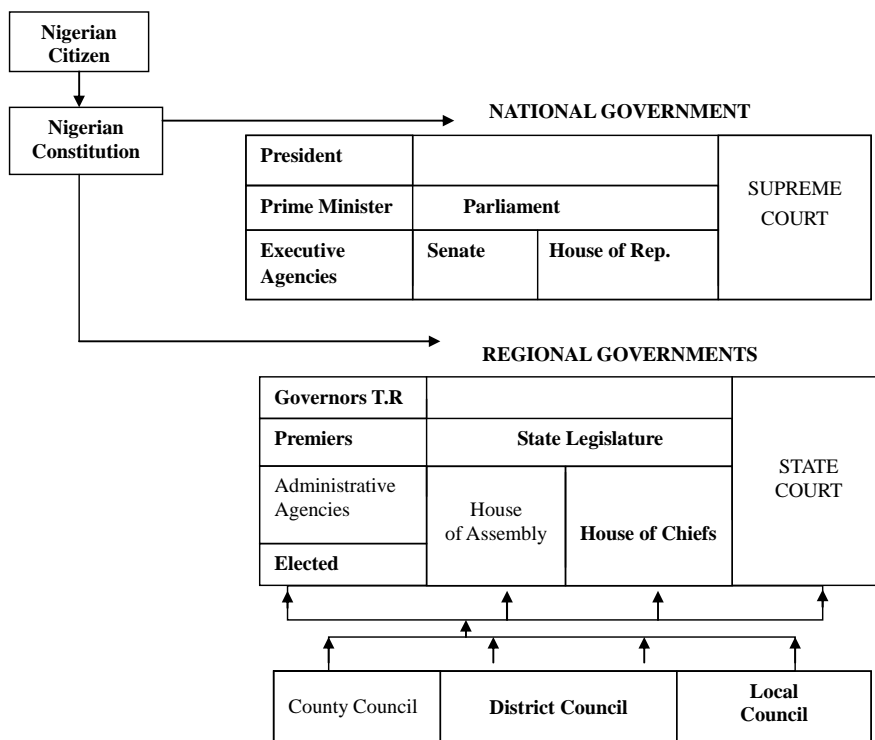 Nigerian
Citizen
Nigerian
Constitution
NATIONAL GOVERNMENT
President
Prime Minister
Parliament
Executive
Agencies
Senate
House of Rep.
SUPREME
COURT
REGIONAL GOVERNMENTS
Governors T.R
Premiers
State Legislature
Administrative
Agencies
Elected
House
of Assembly
House of Chiefs
STATE
COURT
County Council
District Council
Local
Council